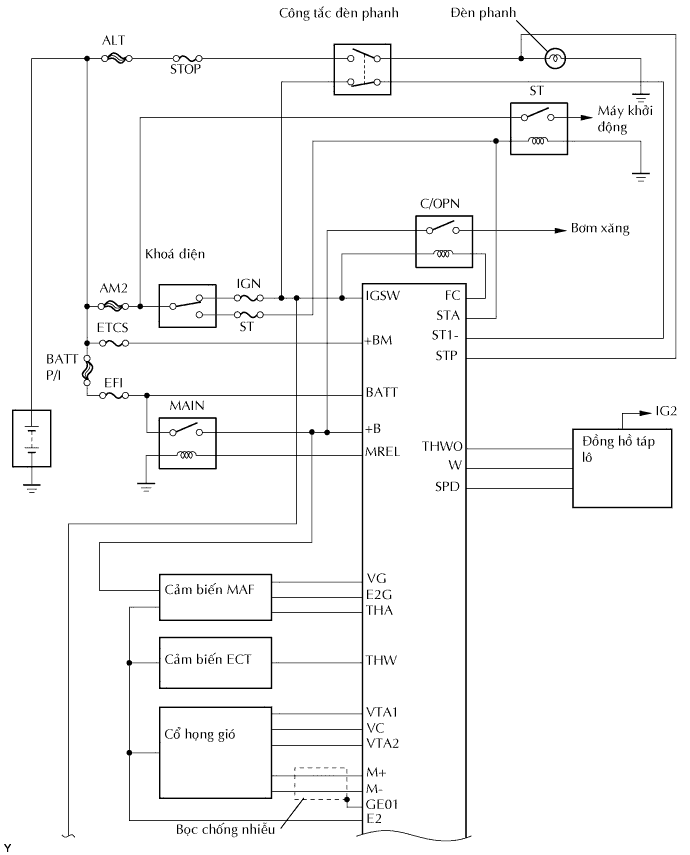 Công tắc đèn phanh
Đèn phanh
ALT
STOP
ST
Máy khởi
động
C/OPN
Bơm xăng
Khoá điện
IGN
AM2
ST
ETCS
BATT
P/I
EFI
MAIN
IGSW
FC
STA
ST1-
+BM
STP
BATT
+B
MREL
IG2
THWO
W
SPD
Đồng hồ táp
lô
Cảm biến MAF
VG
E2G
THA
Cảm biến ECT
THW
Cổ họng gió
VTA1
VC
VTA2
M+
M-
GE01
E2
Bọc chống nhiễu
Y